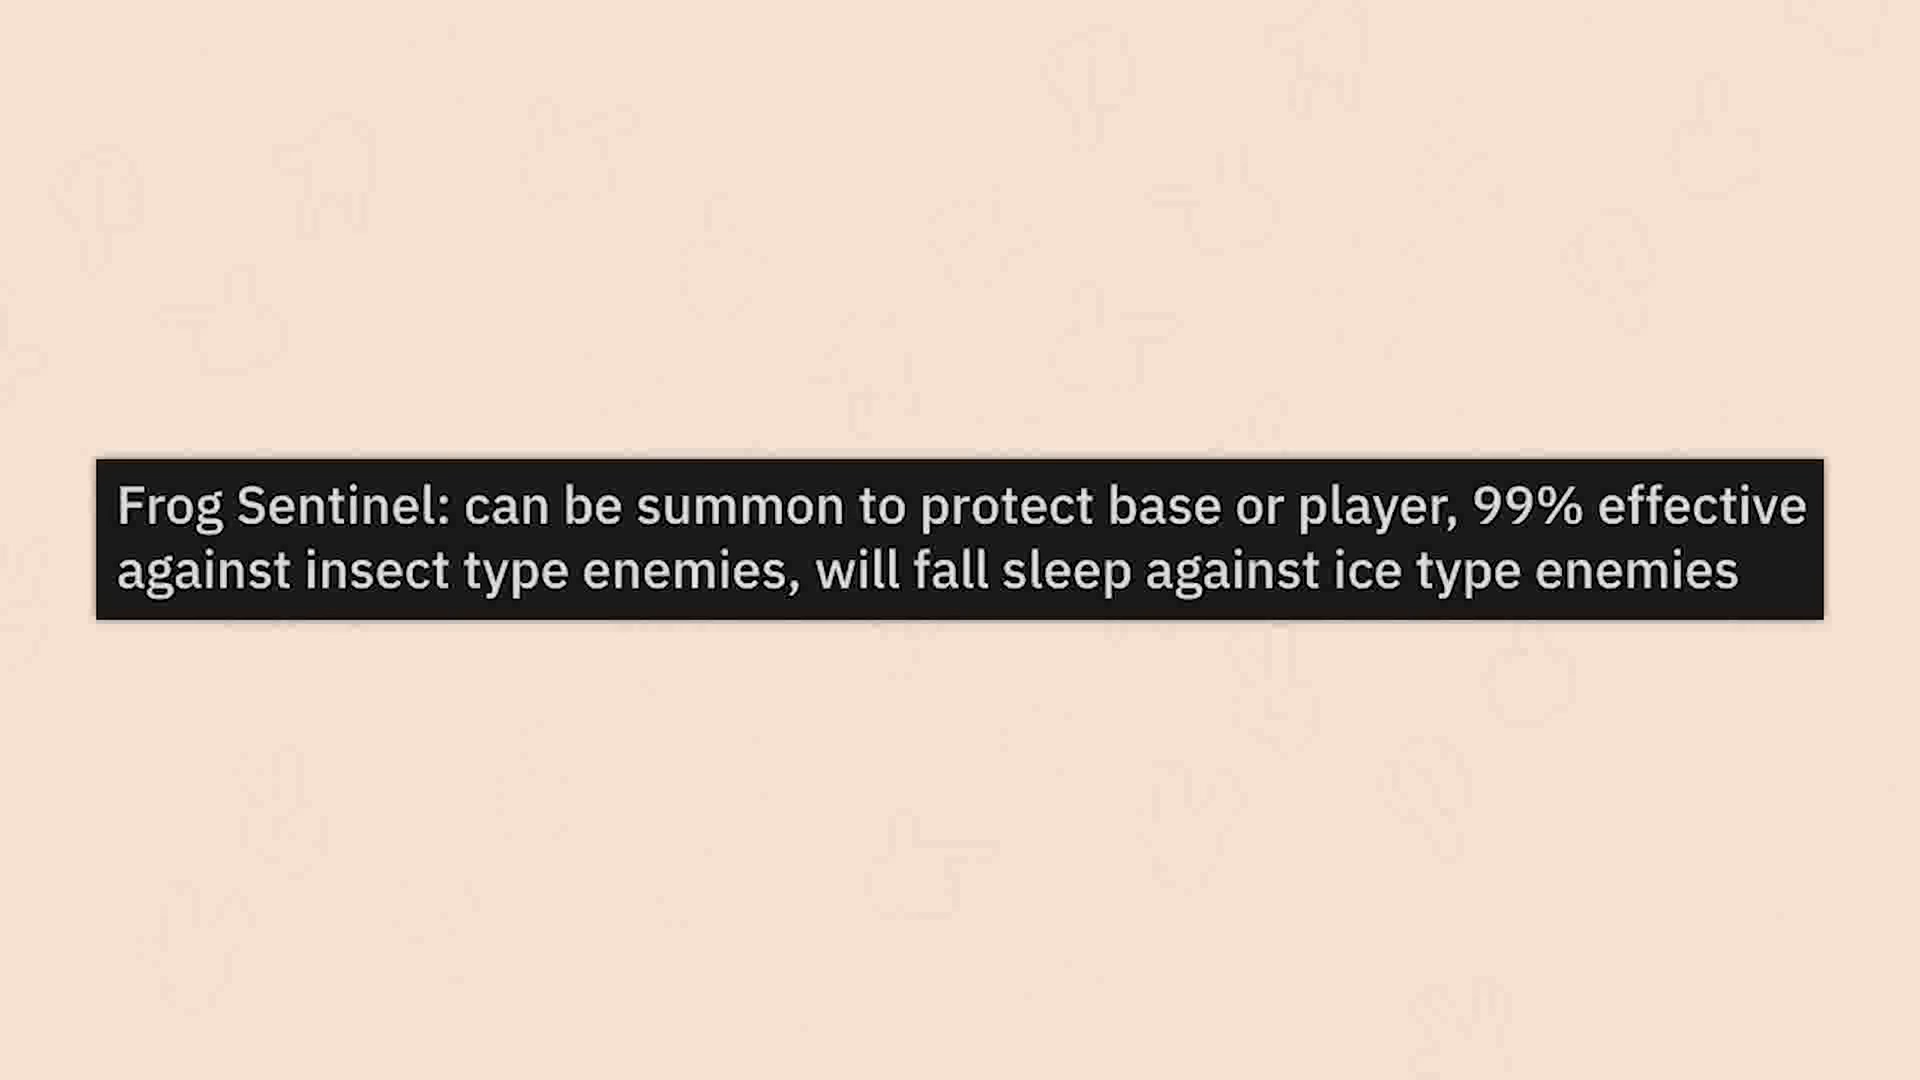 Frog Sentinel: can be summon to protect base or player, 99% effective
against insect type enemies, will fall sleep against ice type enemies